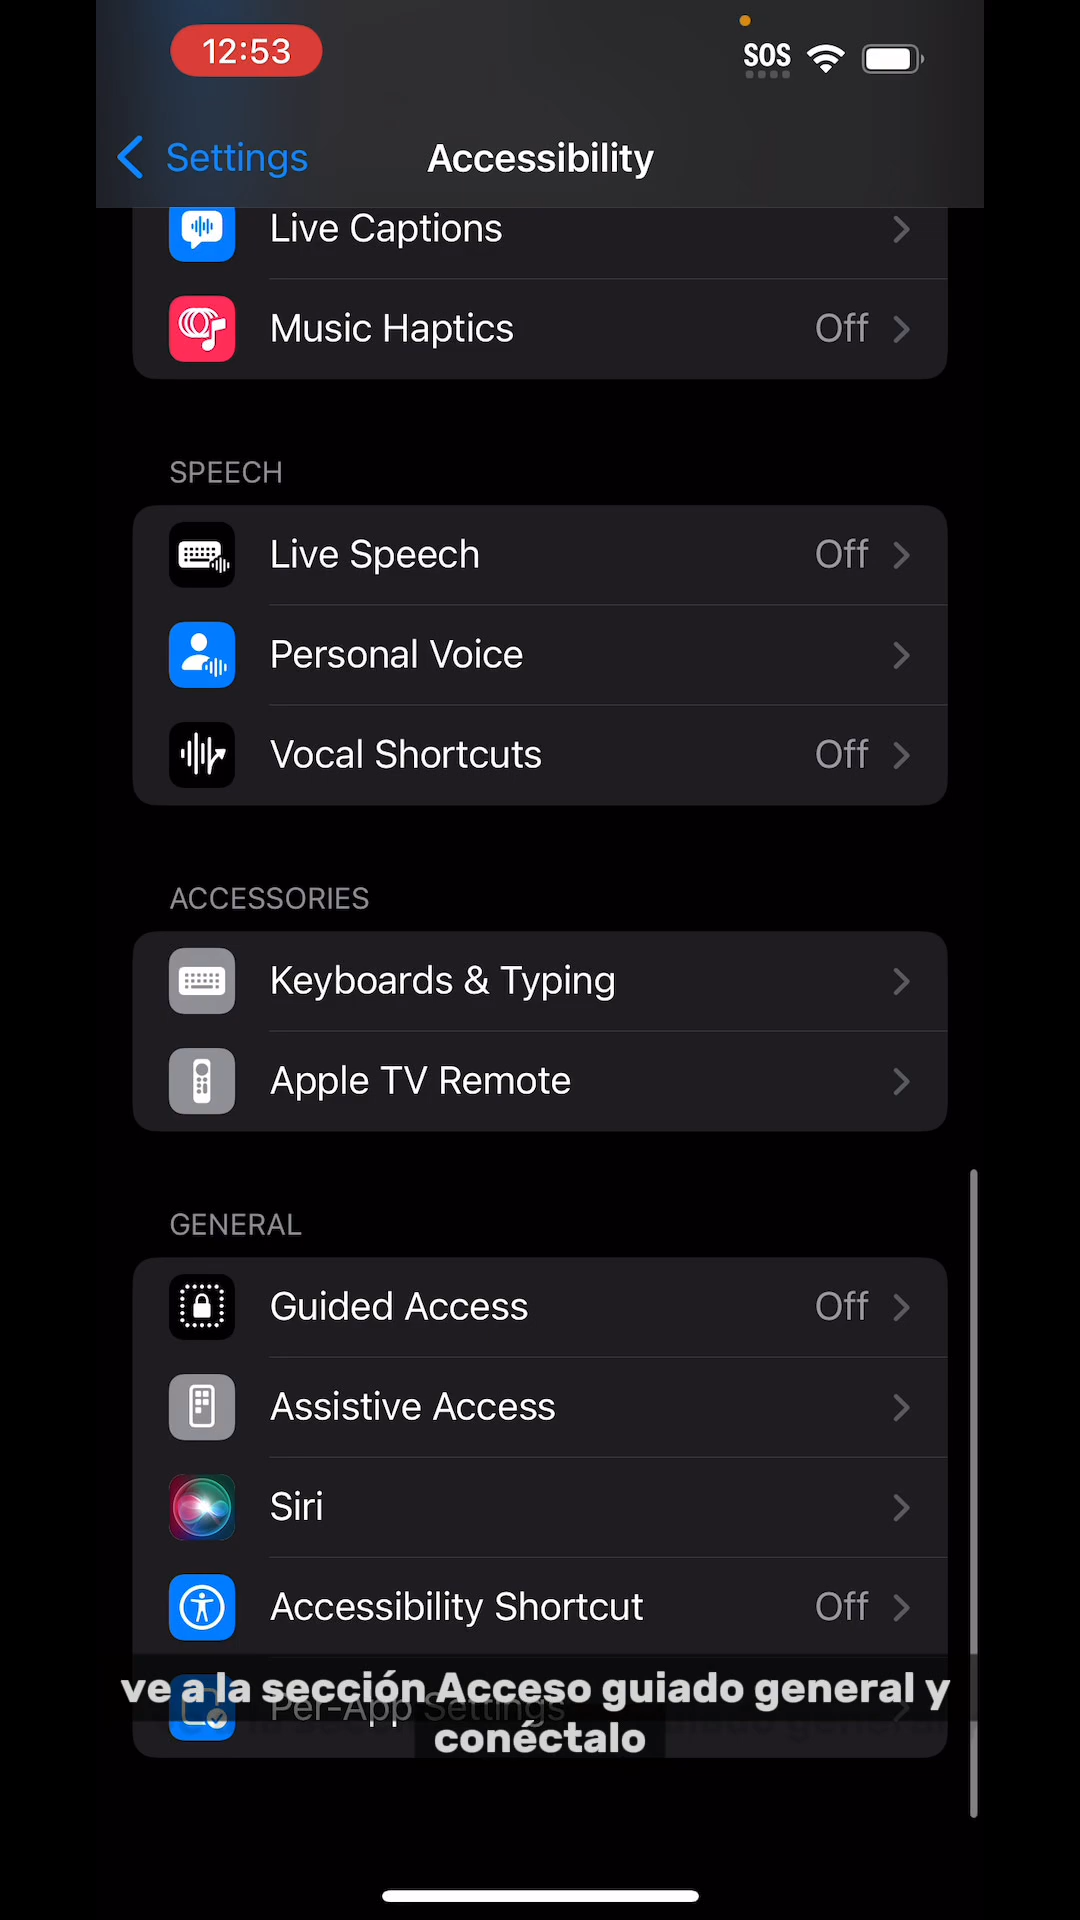 12:53
SOS
Settings
Accessibility
Live Captions
Music Haptics Off
SPEECH
Live Speech Off
Personal Voice
Vocal Shortcuts Off
ACCESSORIES
Keyboards & Typing
Apple TV Remote
GENERAL
Guided Access Off
Assistive Access
Siri
Accessibility Shortcut Off
Per-App Settings
ve a la sección Acceso guiado general y
conéctalo